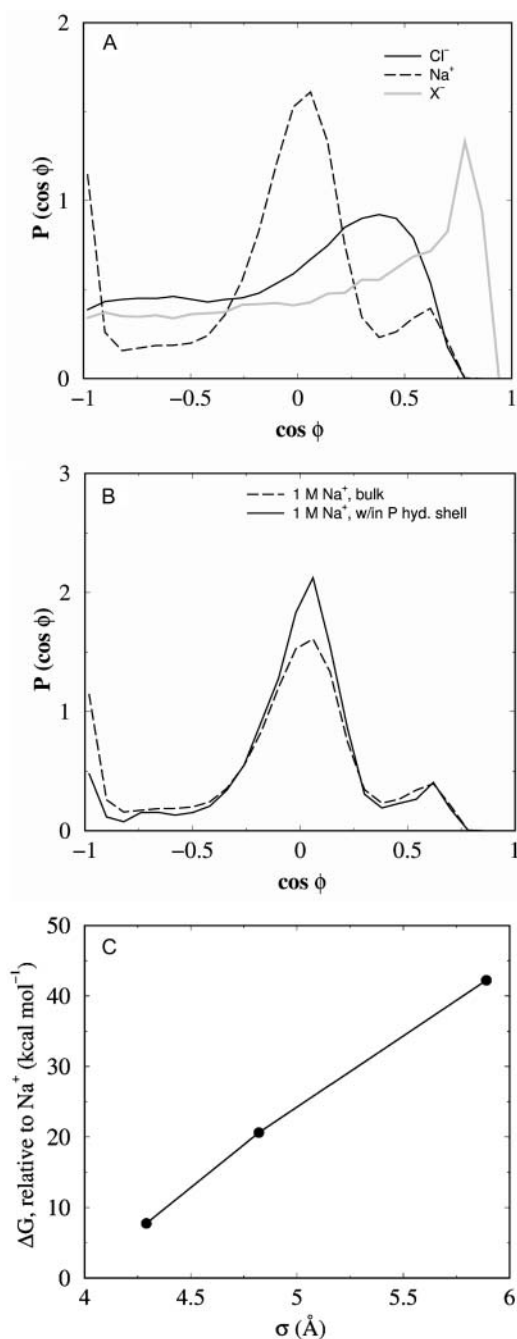 A
Cl⁻
Na⁺
X⁻
P (cos ϕ)
2
1
0
-1
-0.5
0
0.5
1
cos ϕ
B
1 M Na⁺, bulk
1 M Na⁺, w/in P hyd. shell
P (cos ϕ)
3
2
1
0
-1
-0.5
0
0.5
1
cos ϕ
C
ΔG, relative to Na⁺ (kcal mol⁻¹)
50
40
30
20
10
0
4
4.5
5
5.5
6
σ (Å)